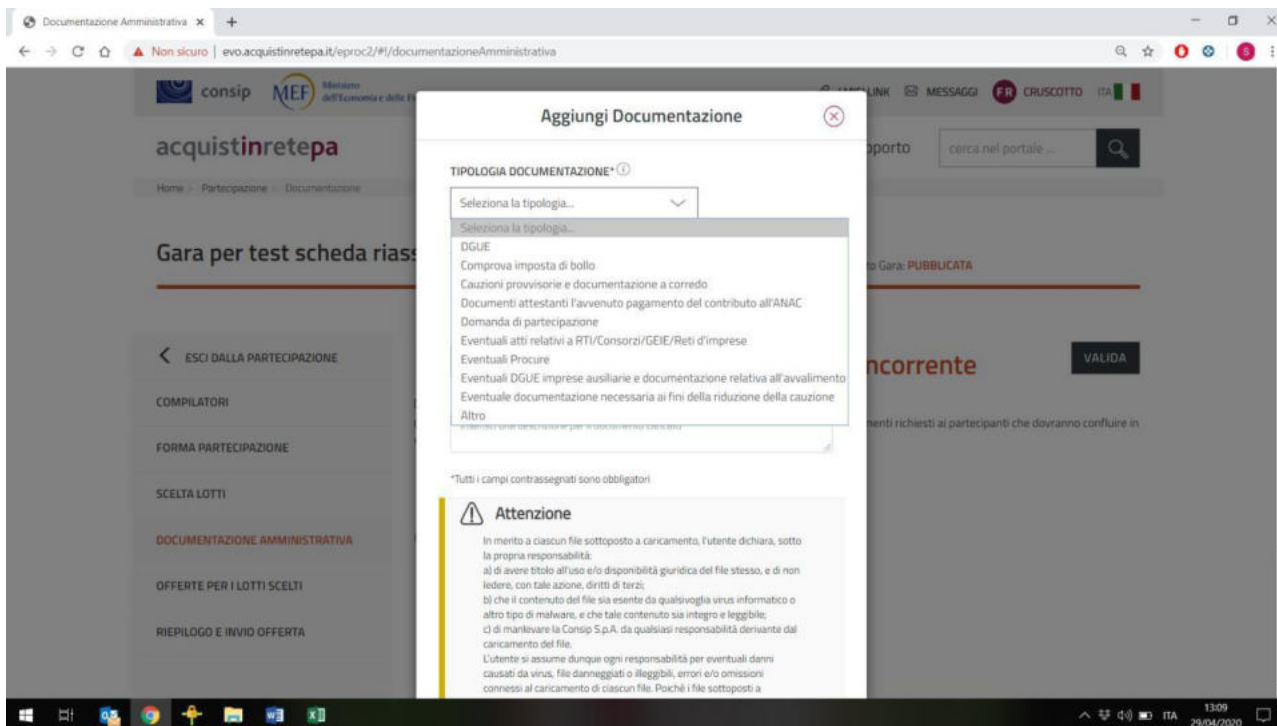 Documentazione Amministrativa
Non sicuro | evo.acquistinretepa.it/eproc2/#!/documentazioneAmministrativa
S
consip MEF Ministero
dell'Economia e delle
LINK MESSAGGI FR CRUSCOTTO ITA
acquistinretepa
pporto
cerca nel portale ...
Home > Partecipazione > Documentazione
Gara per test scheda riass
Gara: PUBBLICATA
ESCI DALLA PARTECIPAZIONE
COMPILATORI
FORMA PARTECIPAZIONE
SCELTA LOTTI
DOCUMENTAZIONE AMMINISTRATIVA
OFFERTE PER I LOTTI SCELTI
RIEPILOGO E INVIO OFFERTA
ncorrente
VALIDA
menti richiesti ai partecipanti che dovranno confluire in
Aggiungi Documentazione
TIPOLOGIA DOCUMENTAZIONE*
Seleziona la tipologia...
Seleziona la tipologia...
DGUE
Comprova imposta di bollo
Cauzioni provvisorie e documentazione a corredo
Documenti attestanti l'avvenuto pagamento del contributo all'ANAC
Domanda di partecipazione
Eventuali atti relativi a RTI/Consorzi/GEIE/Reti d'imprese
Eventuali Procure
Eventuali DGUE imprese ausiliarie e documentazione relativa all'avvalimento
Eventuale documentazione necessaria ai fini della riduzione della cauzione
Altro
*Tutti i campi contrassegnati sono obbligatori
Attenzione
In merito a ciascun file sottoposto a caricamento, l'utente dichiara, sotto
la propria responsabilità:
a) di avere titolo all'uso e/o disponibilità giuridica del file stesso, e di non
ledere, con tale azione, diritti di terzi;
b) che il contenuto del file sia esente da qualsivoglia virus informatico o
altro tipo di malware, e che tale contenuto sia integro e leggibile;
c) di manlevare la Consip S.p.A. da qualsiasi responsabilità derivante dal
caricamento del file.
L'utente si assume dunque ogni responsabilità per eventuali danni
causati da virus, file danneggiati o illeggibili, errori e/o omissioni
connessi al caricamento di ciascun file. Poichè i file sottoposti a
ITA
13:09
29/04/2020